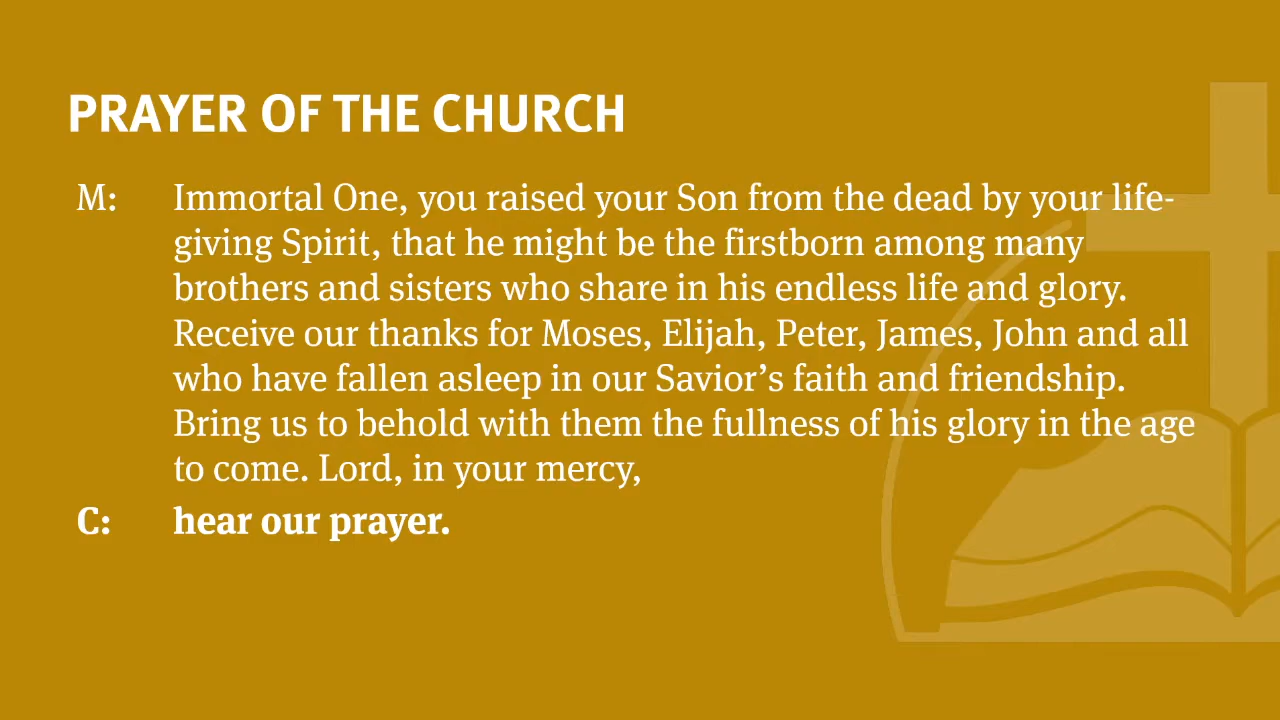 PRAYER OF THE CHURCH
M: Immortal One, you raised your Son from the dead by your life-
giving Spirit, that he might be the firstborn among many
brothers and sisters who share in his endless life and glory.
Receive our thanks for Moses, Elijah, Peter, James, John and all
who have fallen asleep in our Savior’s faith and friendship.
Bring us to behold with them the fullness of his glory in the age
to come. Lord, in your mercy,
C: hear our prayer.